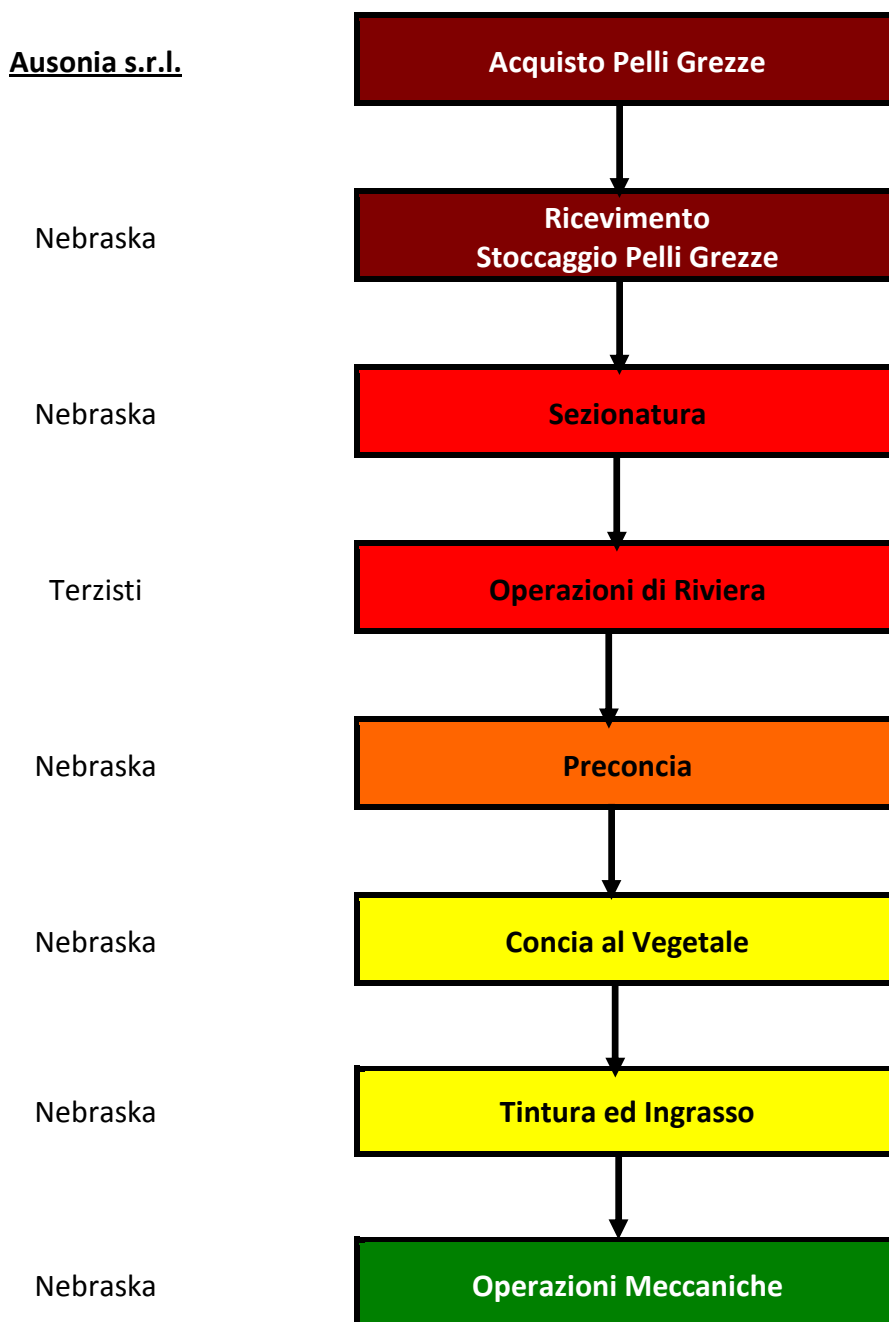 Ausonia s.r.l.
Acquisto Pelli Grezze
Nebraska
Ricevimento
Stoccaggio Pelli Grezze
Nebraska
Sezionatura
Terzisti
Operazioni di Riviera
Nebraska
Preconcia
Nebraska
Concia al Vegetale
Nebraska
Tintura ed Ingrasso
Nebraska
Operazioni Meccaniche